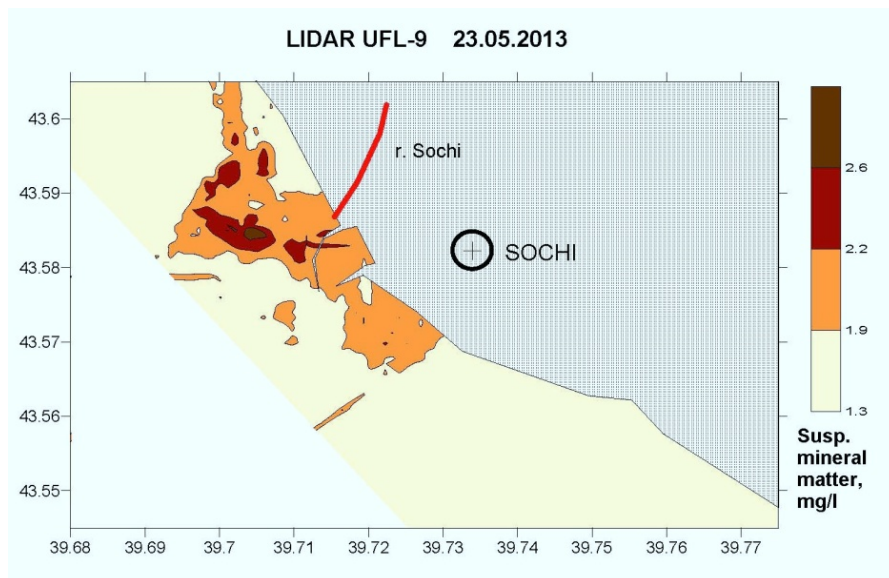 LIDAR UFL-9 23.05.2013
43.6
43.59
43.58
43.57
43.56
43.55
39.68 39.69 39.7 39.71 39.72 39.73 39.74 39.75 39.76 39.77
r. Sochi
SOCHI
2.6
2.2
1.9
1.3
Susp.
mineral
matter,
mg/l